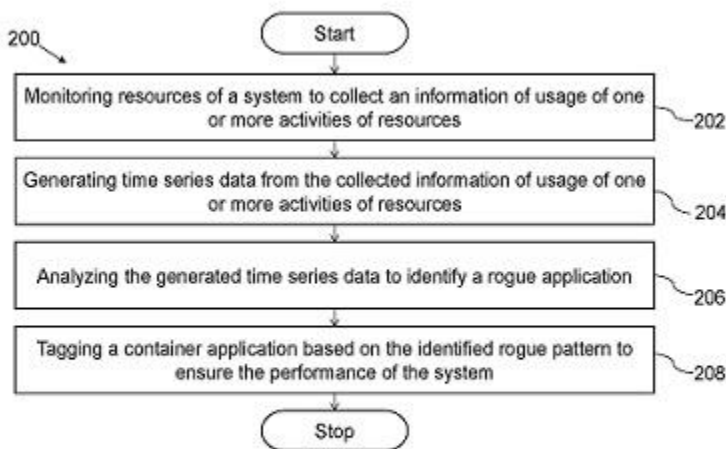 200
Start
Monitoring resources of a system to collect an information of usage of one
or more activities of resources
202
Generating time series data from the collected information of usage of one
or more activities of resources
204
Analyzing the generated time series data to identify a rogue application
206
Tagging a container application based on the identified rogue pattern to
ensure the performance of the system
208
Stop